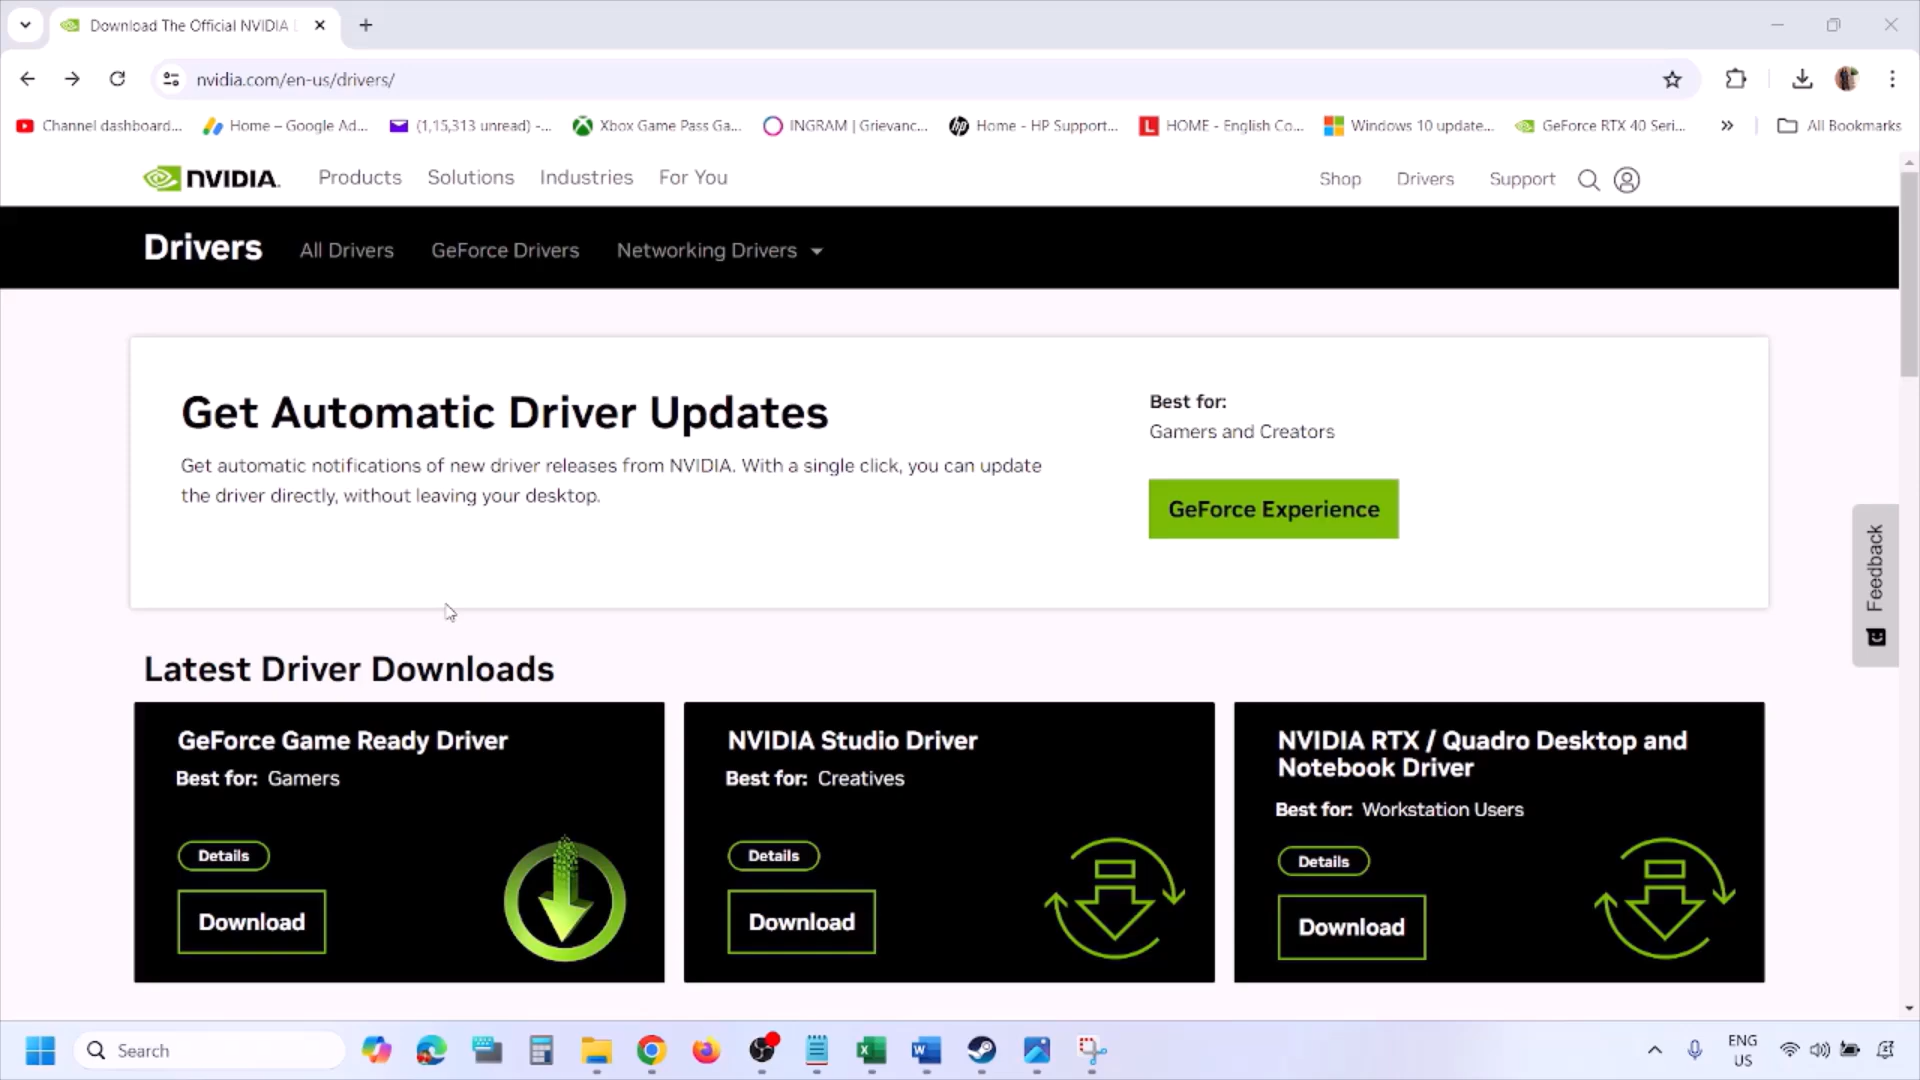 Download The Official NVIDIA
nvidia.com/en-us/drivers/
Channel dashboard...
Home – Google Ad...
(1,15,313 unread) -...
Xbox Game Pass Ga...
INGRAM | Grievanc...
Home - HP Support...
HOME - English Co...
Windows 10 update...
GeForce RTX 40 Seri...
All Bookmarks
NVIDIA.
Products
Solutions
Industries
For You
Shop
Drivers
Support
Drivers
All Drivers
GeForce Drivers
Networking Drivers
Get Automatic Driver Updates
Get automatic notifications of new driver releases from NVIDIA. With a single click, you can update
the driver directly, without leaving your desktop.
Best for:
Gamers and Creators
GeForce Experience
Feedback
Latest Driver Downloads
GeForce Game Ready Driver
Best for: Gamers
Details
Download
NVIDIA Studio Driver
Best for: Creatives
Details
Download
NVIDIA RTX / Quadro Desktop and
Notebook Driver
Best for: Workstation Users
Details
Download
Search
ENG
US